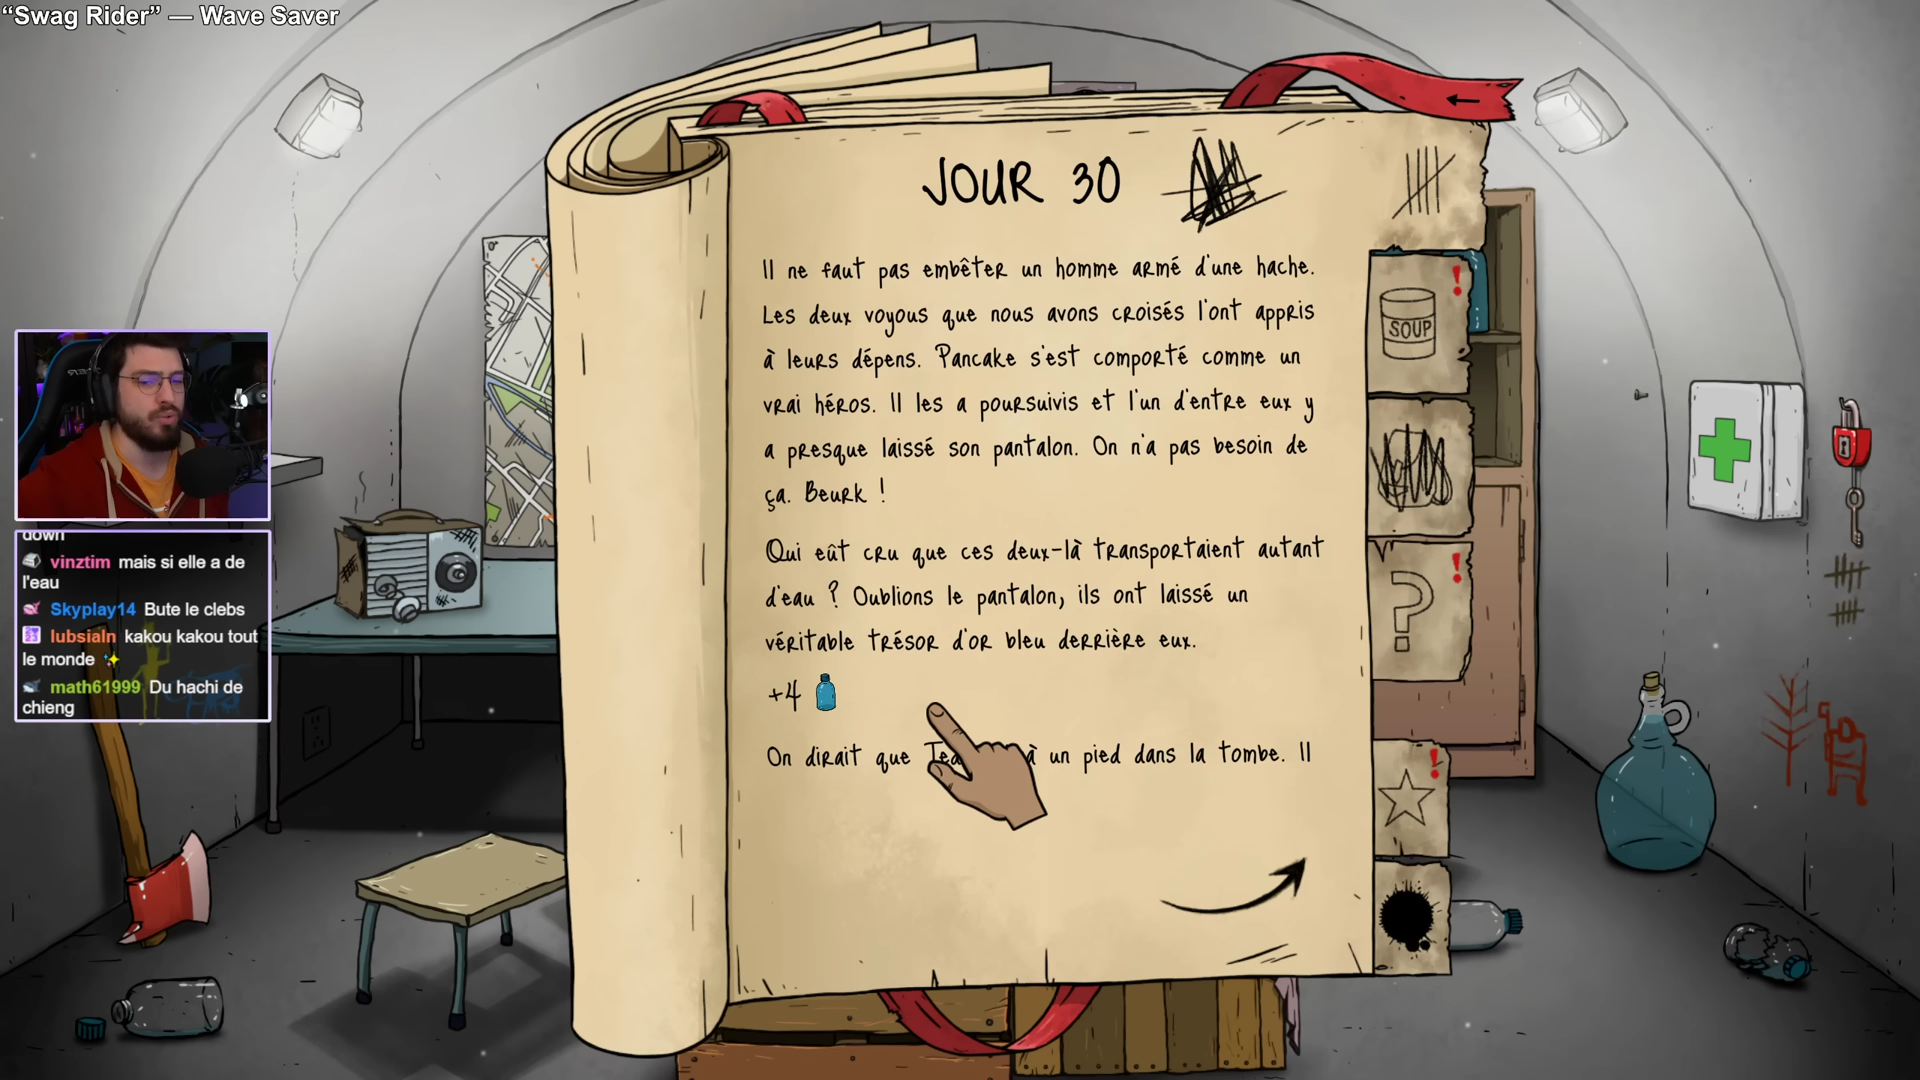 “Swag Rider” — Wave Saver
JOUR 30
Il ne faut pas embêter un homme armé d'une hache.
Les deux voyous que nous avons croisés l'ont appris
à leurs dépens. Pancake s'est comporté comme un
vrai héros. Il les a poursuivis et l'un d'entre eux y
a presque laissé son pantalon. On n'a pas besoin de
ça. Beurk !
Qui eût cru que ces deux-là transportaient autant
d'eau ? Oublions le pantalon, ils ont laissé un
véritable trésor d'or bleu derrière eux.
+4
On dirait que à un pied dans la tombe. Il
SOUP
!
!
?
!
down
vinztim mais si elle a de
l'eau
Skyplay14 Bute le clebs
lubsialn kakou kakou tout
le monde ✨
math61999 Du hachi de
chieng